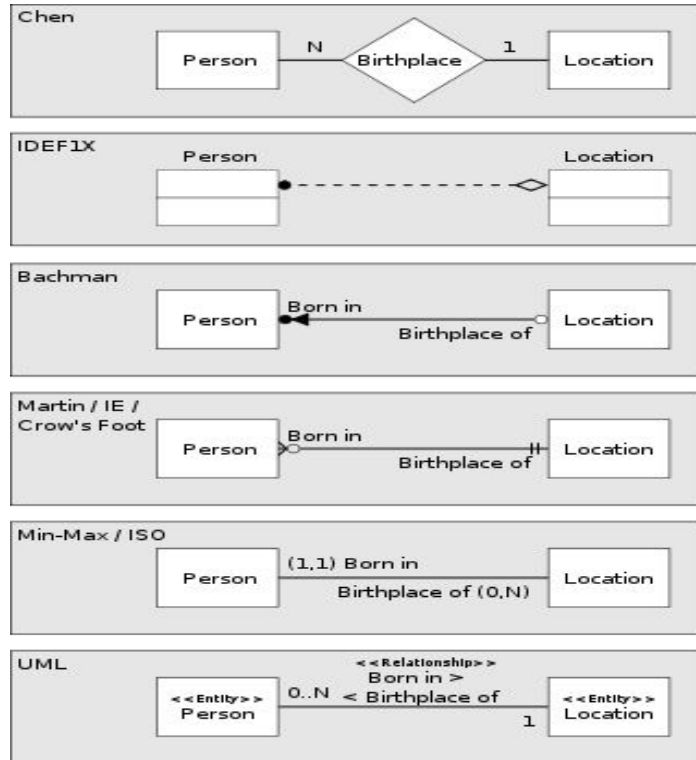 Chen
Person
N
Birthplace
1
Location
IDEF1X
Person
Location
Bachman
Person
Born in
Birthplace of
Location
Martin / IE /
Crow's Foot
Person
Born in
Birthplace of
Location
Min-Max / ISO
Person
(1,1) Born in
Birthplace of (0,N)
Location
UML
<<Entity>>
Person
0..N
<<Relationship>>
Born in >
< Birthplace of
1
<<Entity>>
Location